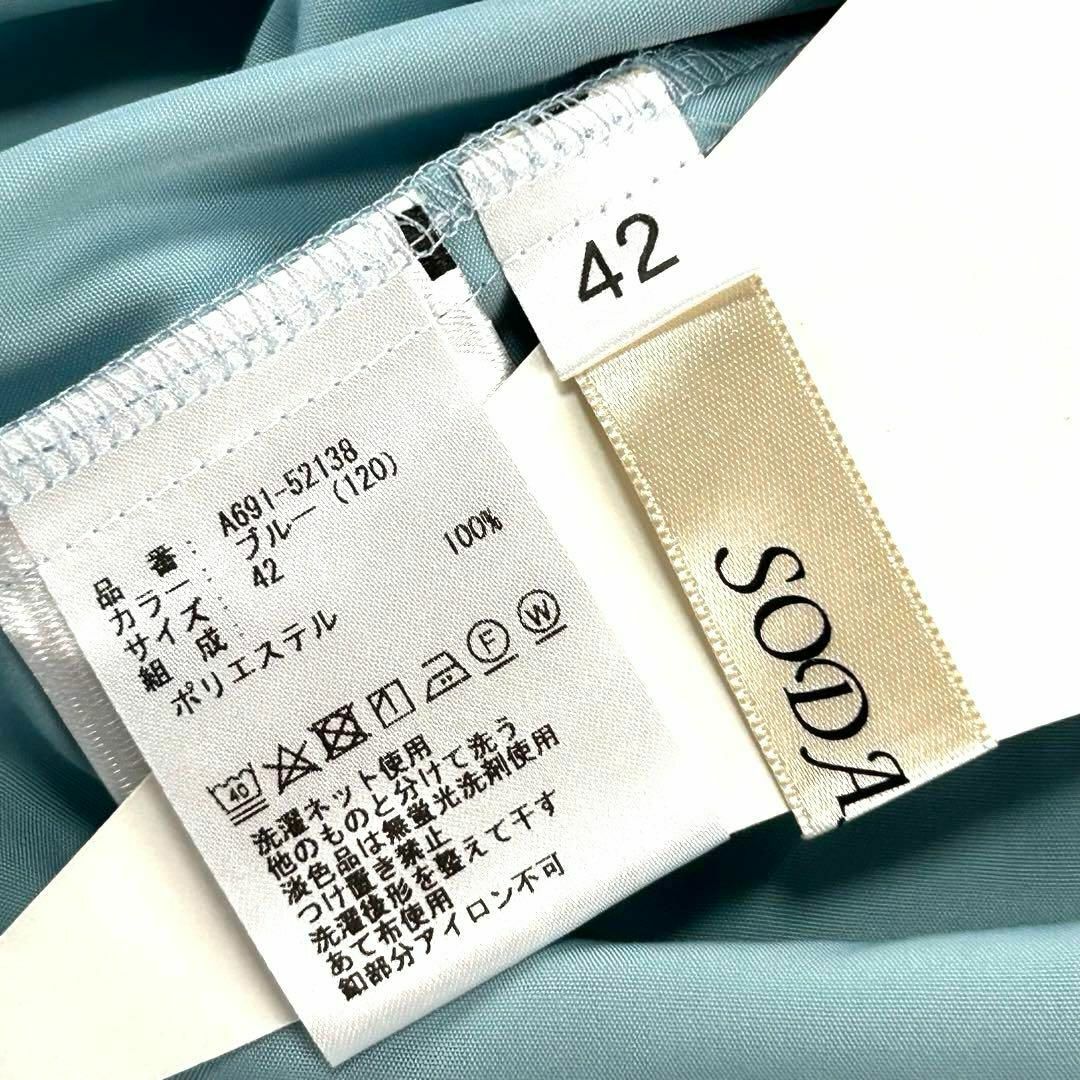 品 番: A691-52138
カラー: ブルー(120)
サイズ: 42
組 成:
ポリエステル 100%
40 F W
洗濯ネット使用
他のものと分けて洗う
淡色品は無蛍光洗剤使用
つけ置き禁止
洗濯後形を整えて干す
あて布使用
釦部分アイロン不可
42
SOD'A